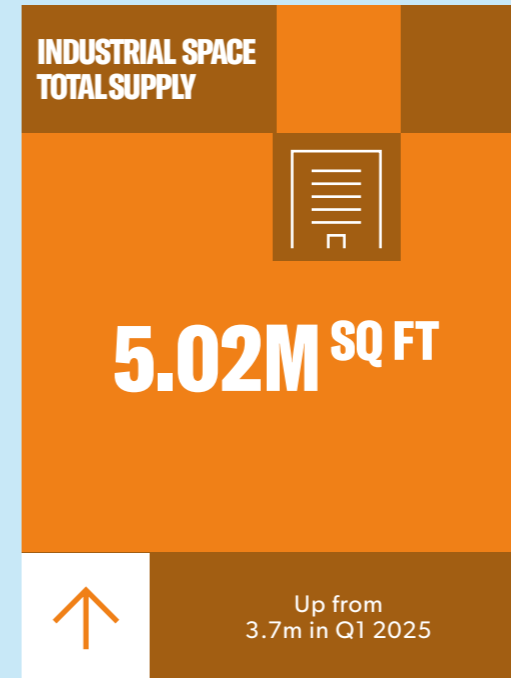 INDUSTRIAL SPACE
TOTAL SUPPLY
5.02M SQ FT
Up from
3.7m in Q1 2025